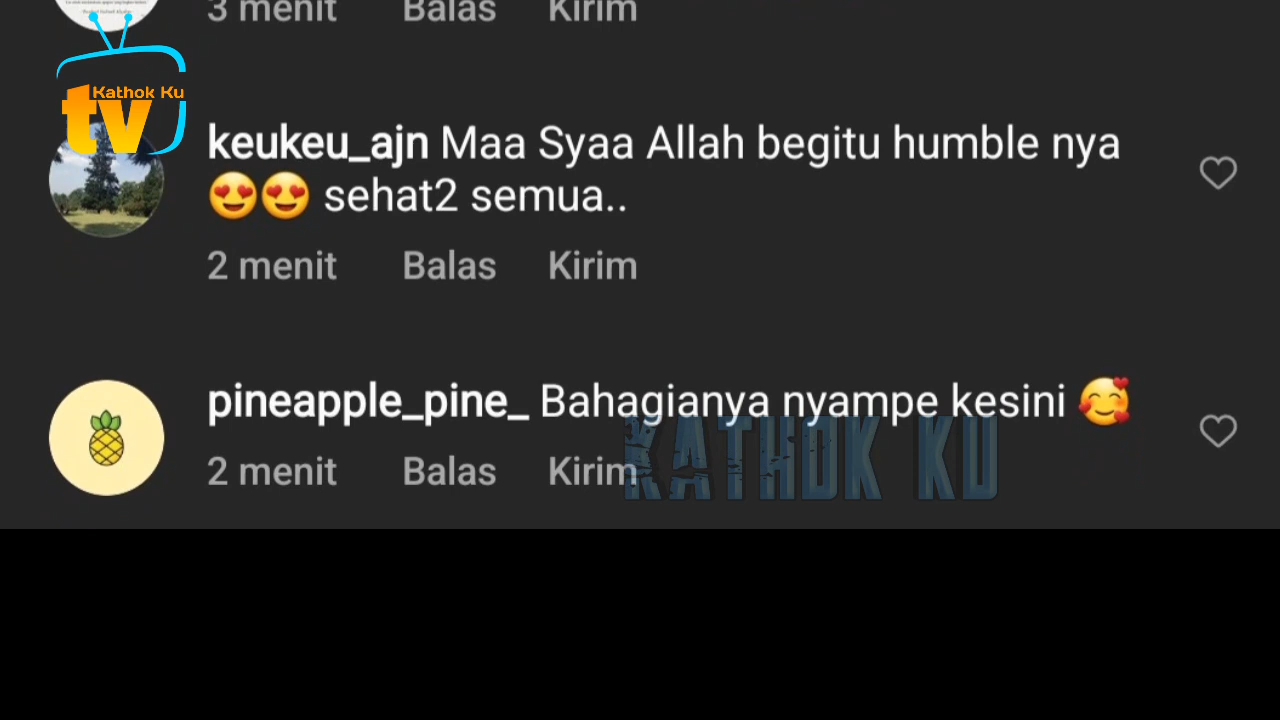 3 menit Balas Kirim
Kathok Ku
tv
keukeu_ajn Maa Syaa Allah begitu humble nya
😍😍 sehat2 semua..
2 menit Balas Kirim
pineapple_pine_ Bahagianya nyampe kesini 🥰
2 menit Balas Kirim
KATHOK KU